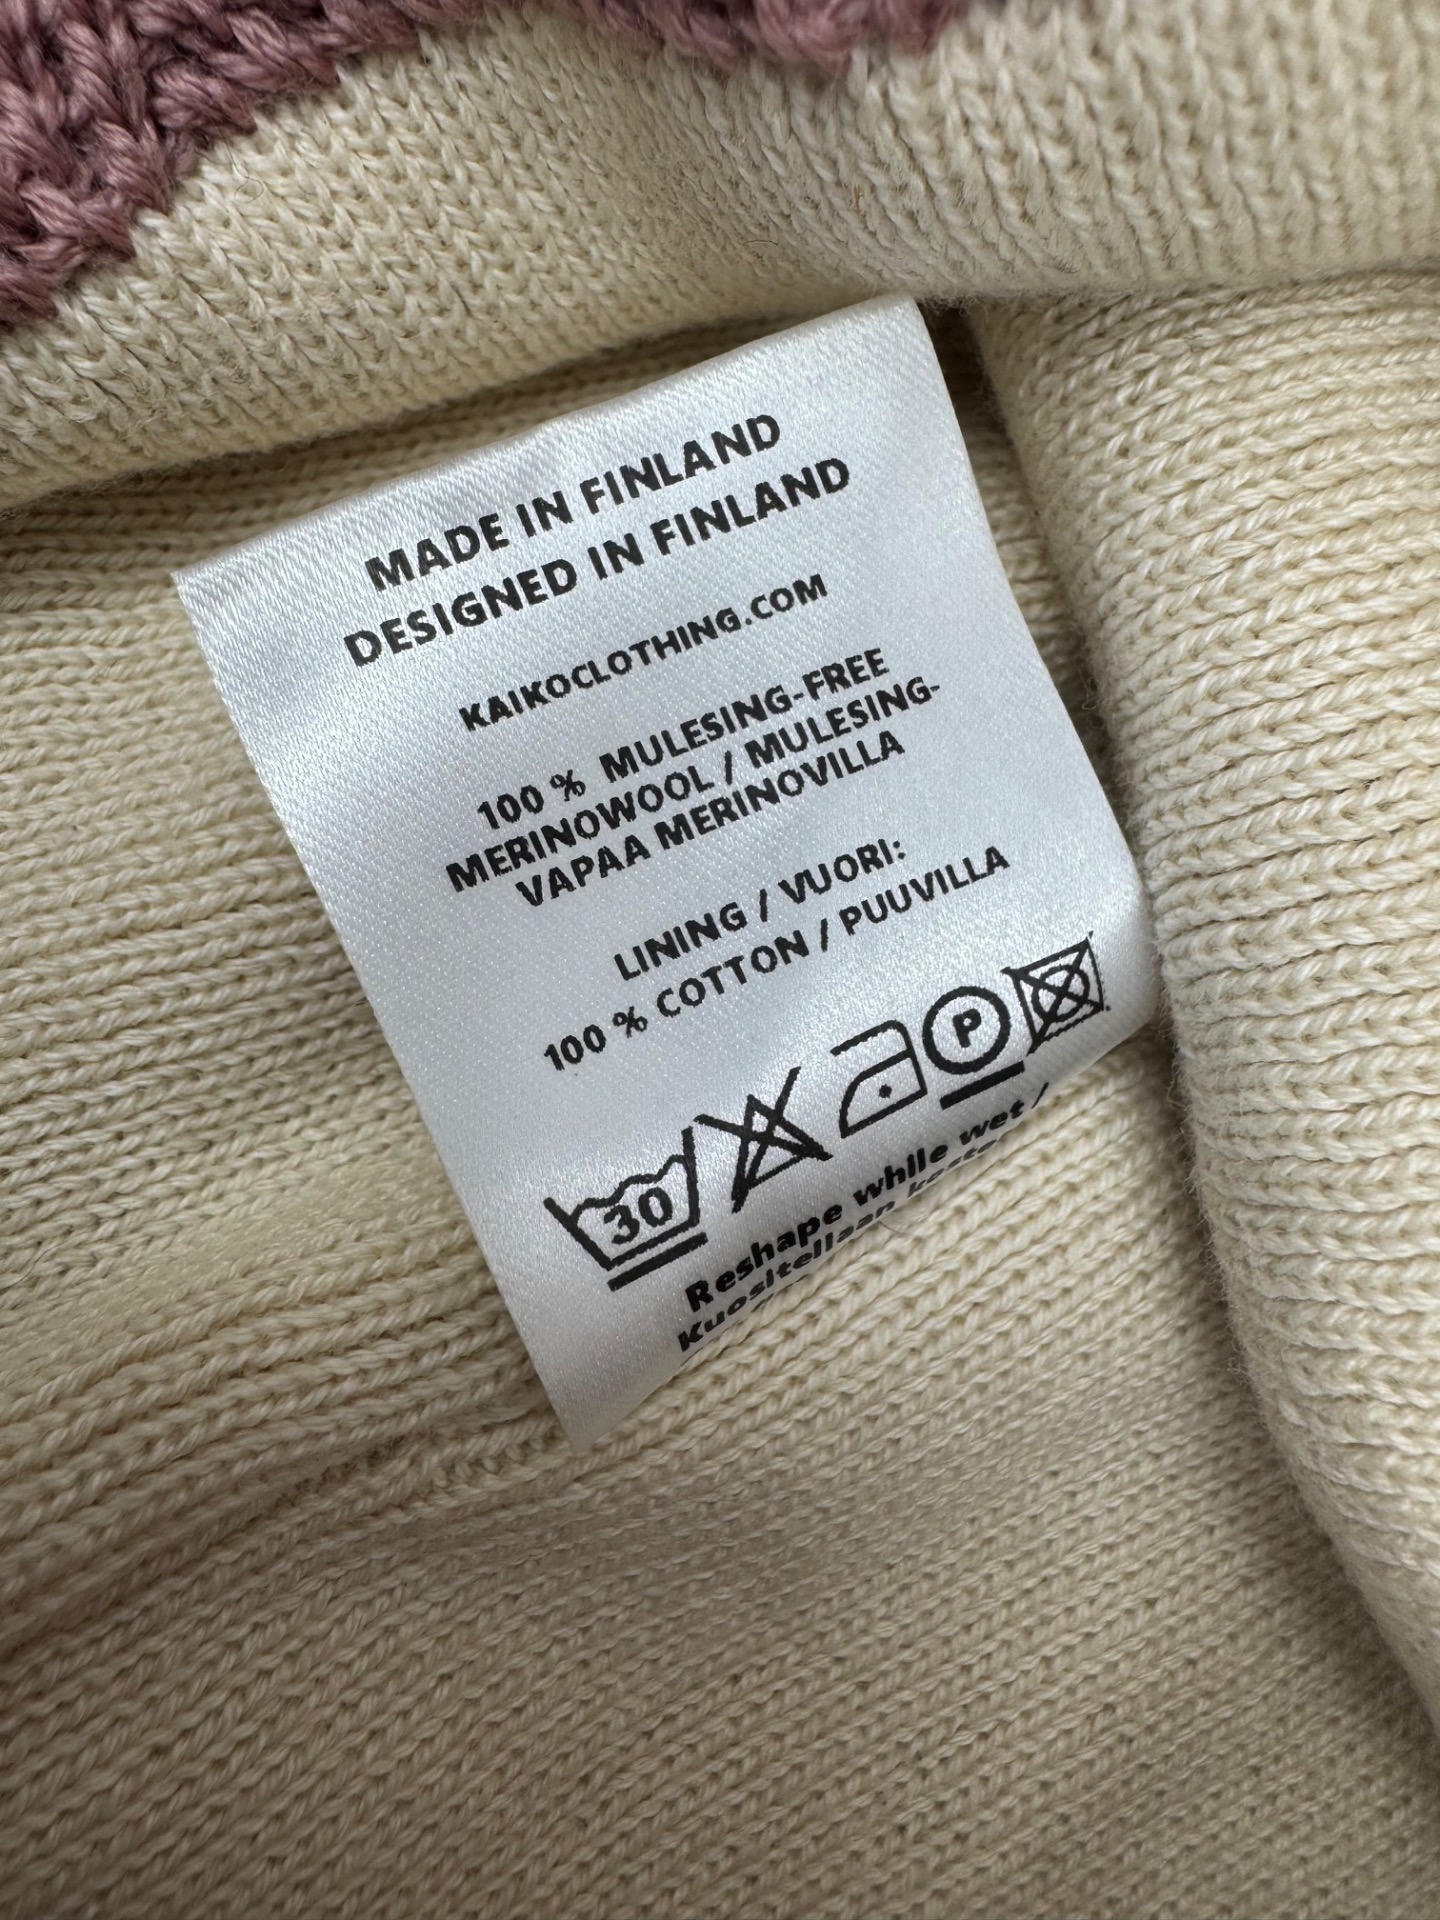 MADE IN FINLAND
DESIGNED IN FINLAND
KAIKOCLOTHING.COM
100 % MULESING-FREE
MERINOWOOL / MULESING-
VAPAA MERINOVILLA
LINING / VUORI:
100 % COTTON / PUUVILLA
30 P
Reshape while wet /
Kuositellaan